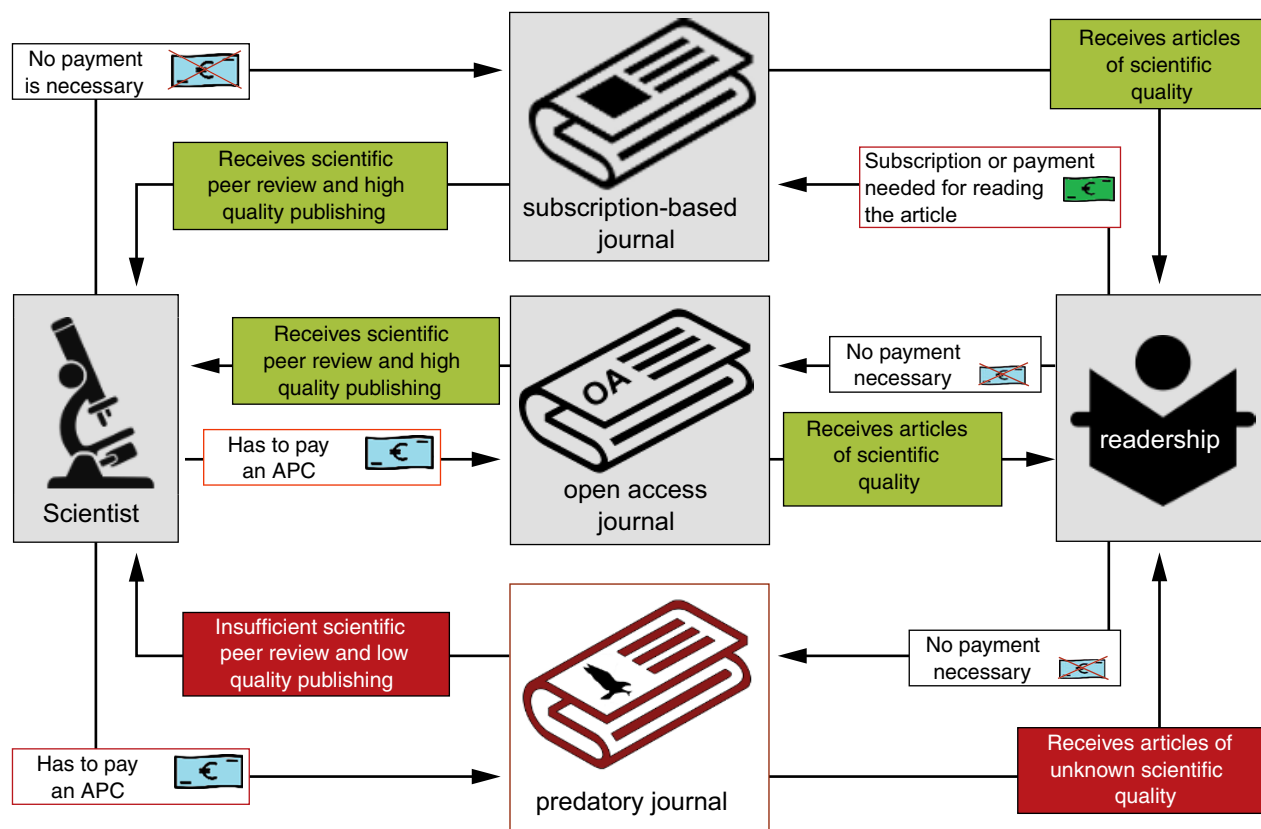 No payment
is necessary
€
Receives articles
of scientific
quality
Receives scientific
peer review and high
quality publishing
subscription-based
journal
Subscription or payment
needed for reading
the article
€
Receives scientific
peer review and high
quality publishing
OA
No payment
necessary
€
Has to pay
an APC
€
Scientist
open access
journal
Receives articles
of scientific
quality
readership
Insufficient scientific
peer review and low
quality publishing
No payment
necessary
€
Has to pay
an APC
€
predatory journal
Receives articles of
unknown scientific
quality